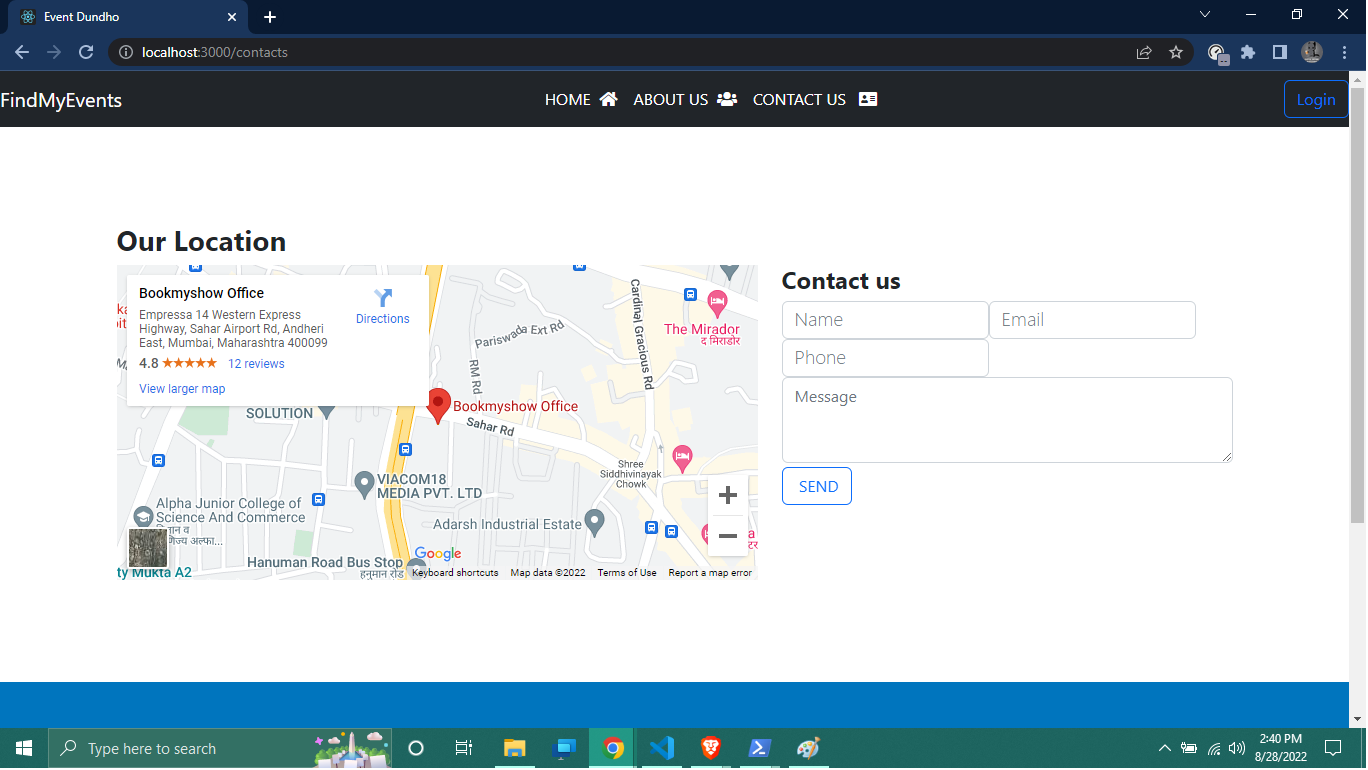 Event Dundho
localhost:3000/contacts
FindMyEvents
HOME
ABOUT US
CONTACT US
Login
Our Location
Bookmyshow Office
Empressa 14 Western Express
Highway, Sahar Airport Rd, Andheri
East, Mumbai, Maharashtra 400099
4.8
12 reviews
View larger map
Directions
Cardinal Gracious Rd
The Mirador
द मिराडोर
Pariswada Ext Rd
RM Rd
Bookmyshow Office
SOLUTION
Sahar Rd
Shree
Siddhivinayak
Chowk
VIACOM18
MEDIA PVT. LTD
Alpha Junior College of
Science And Commerce
Adarsh Industrial Estate
Hanuman Road Bus Stop
हनुमान रोड
ty Mukta A2
Google
Keyboard shortcuts
Map data ©2022
Terms of Use
Report a map error
Contact us
Name
Email
Phone
Message
SEND
Type here to search
2:40 PM
8/28/2022